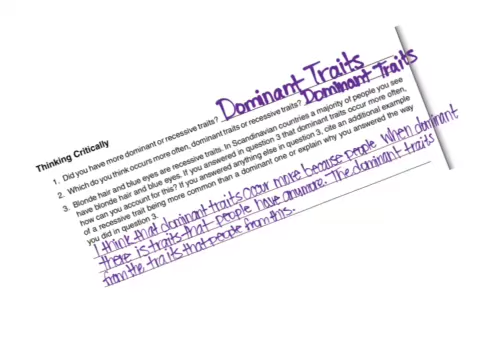 Thinking Critically
1. Did you have more dominant or recessive traits? Dominant Traits
2. Which do you think occurs more often, dominant traits or recessive traits? Dominant Traits
3. Blonde hair and blue eyes are recessive traits. In Scandinavian countries a majority of people you see
have blonde hair and blue eyes. If you answered in question 3 that dominant traits occur more often,
how can you account for this? If you answered anything else in question 3, cite an additional example
of a recessive trait being more common than a dominant one or explain why you answered the way
you did in question 3.
I think that dominant traits occur more because people when dominant
there is traits that people have anymore. The dominant traits
from the traits that people from this.